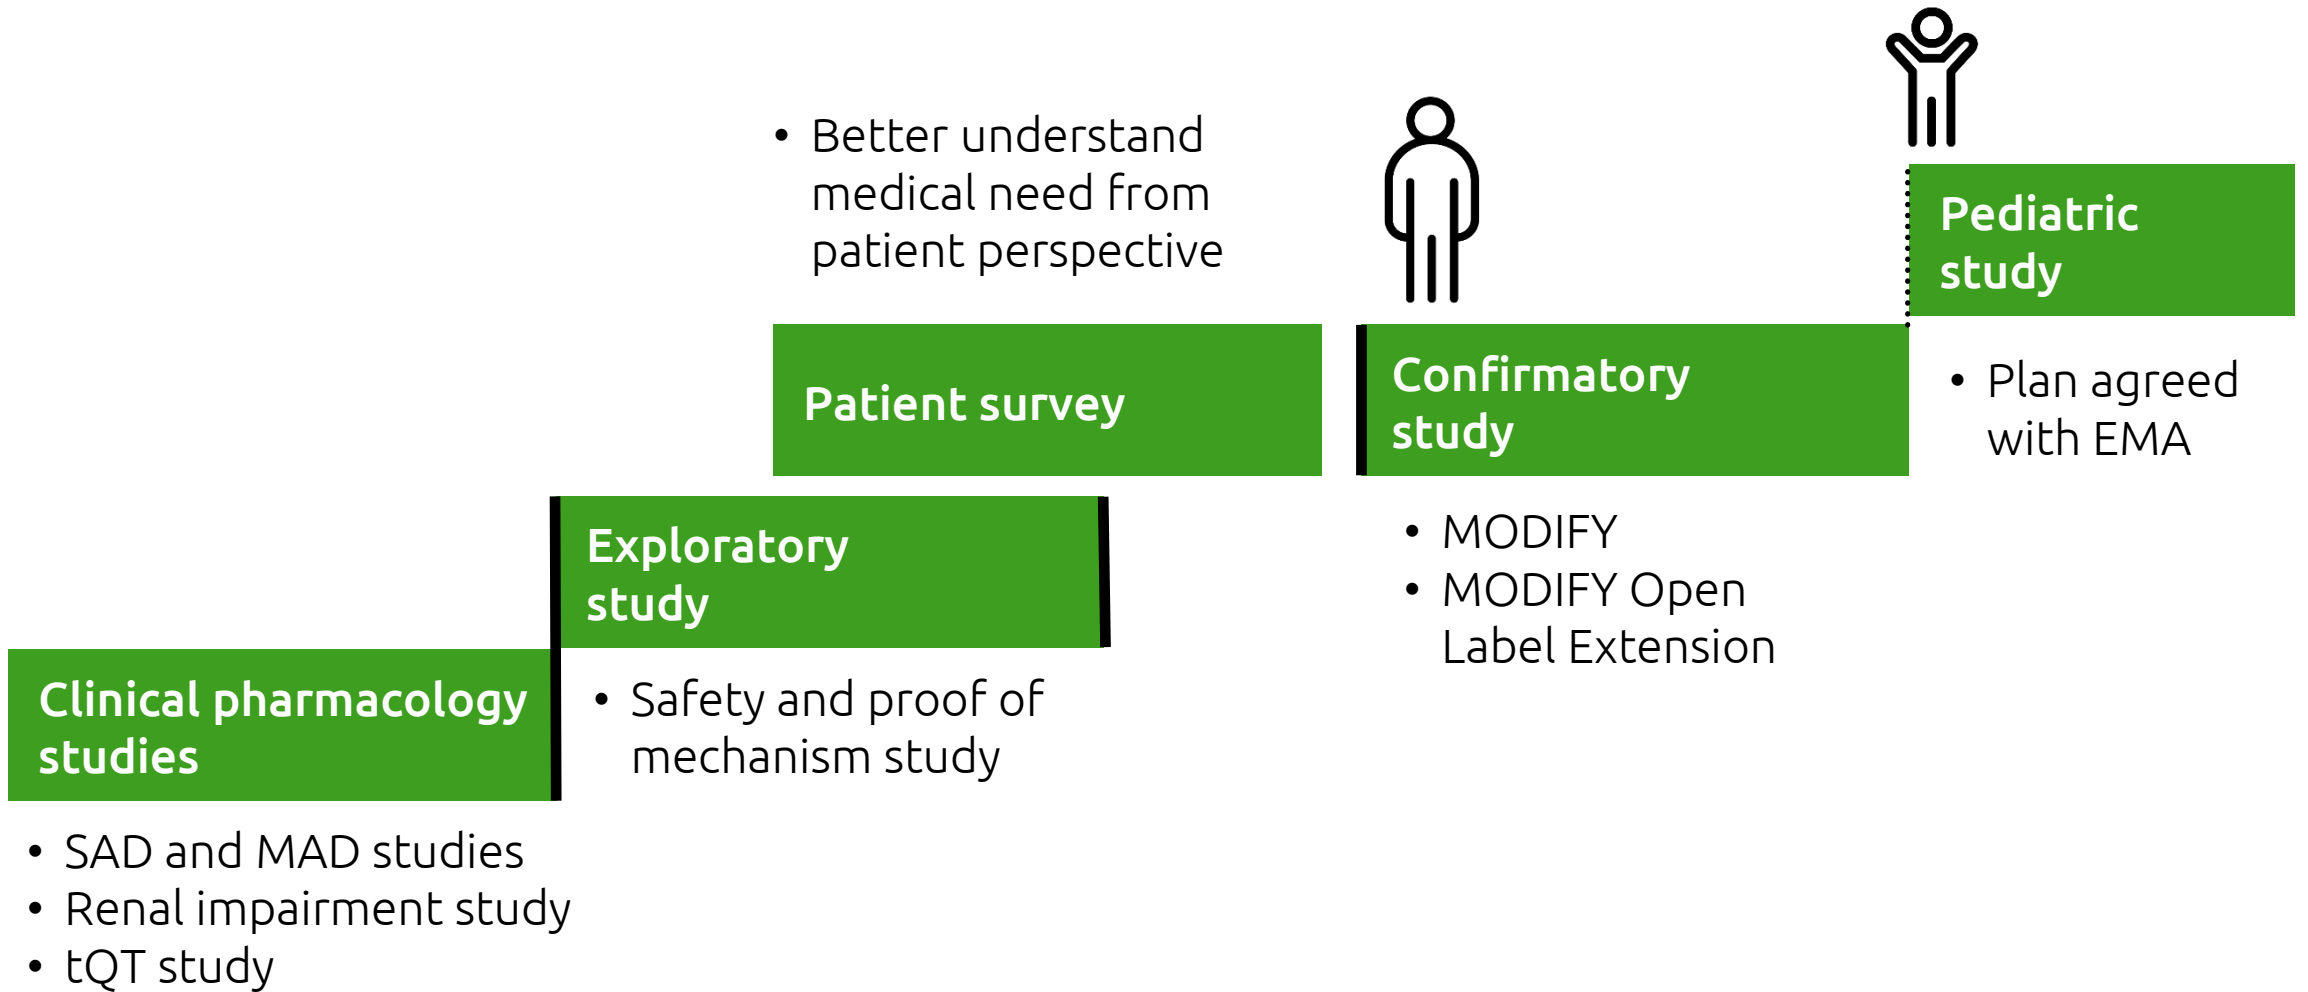 Clinical pharmacology
studies
• SAD and MAD studies
• Renal impairment study
• tQT study
Exploratory
study
• Safety and proof of
mechanism study
• Better understand
medical need from
patient perspective
Patient survey
Confirmatory
study
• MODIFY
• MODIFY Open
Label Extension
Pediatric
study
• Plan agreed
with EMA